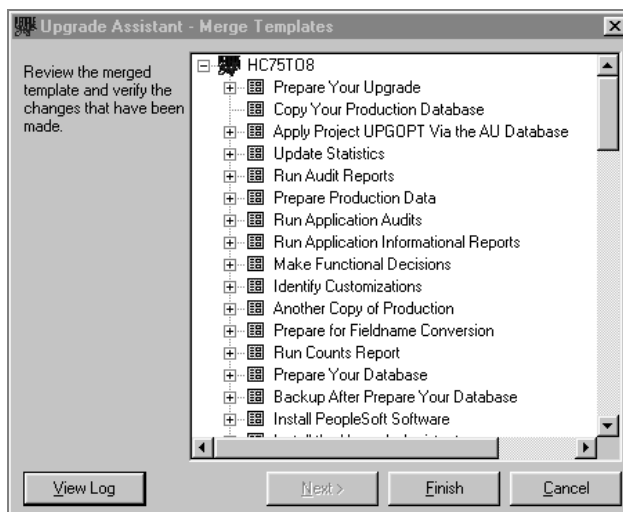 Upgrade Assistant - Merge Templates
Review the merged
template and verify the
changes that have been
made.
HC75TO8
Prepare Your Upgrade
Copy Your Production Database
Apply Project UPGOPT Via the AU Database
Update Statistics
Run Audit Reports
Prepare Production Data
Run Application Audits
Run Application Informational Reports
Make Functional Decisions
Identify Customizations
Another Copy of Production
Prepare for Fieldname Conversion
Run Counts Report
Prepare Your Database
Backup After Prepare Your Database
Install PeopleSoft Software
View Log
Next >
Finish
Cancel